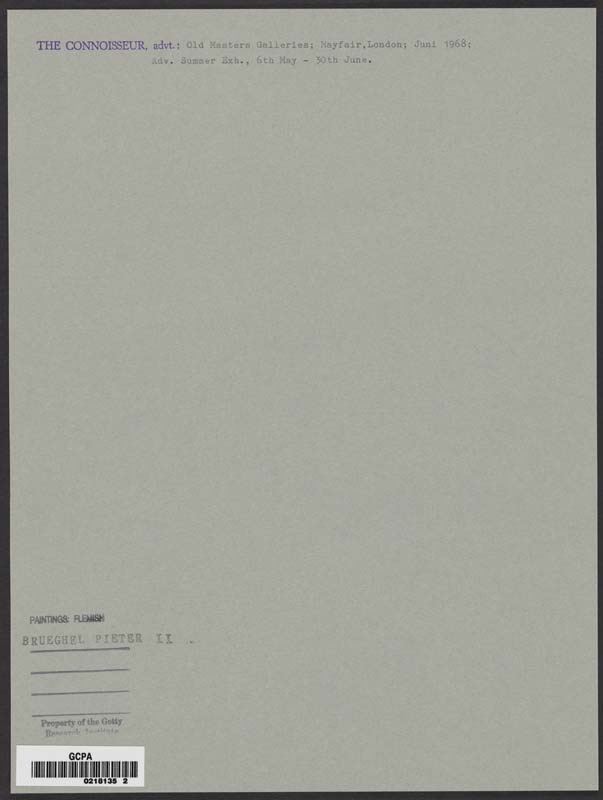 THE CONNOISSEUR, advt.: Old Masters Galleries; Mayfair,London; Juni 1968:
Adv. Summer Exh., 6th May - 30th June.
PAINTINGS: FLEMISH
BRUEGHEL PIETER II
Property of the Getty
Research Institute
GCPA
0218135 2